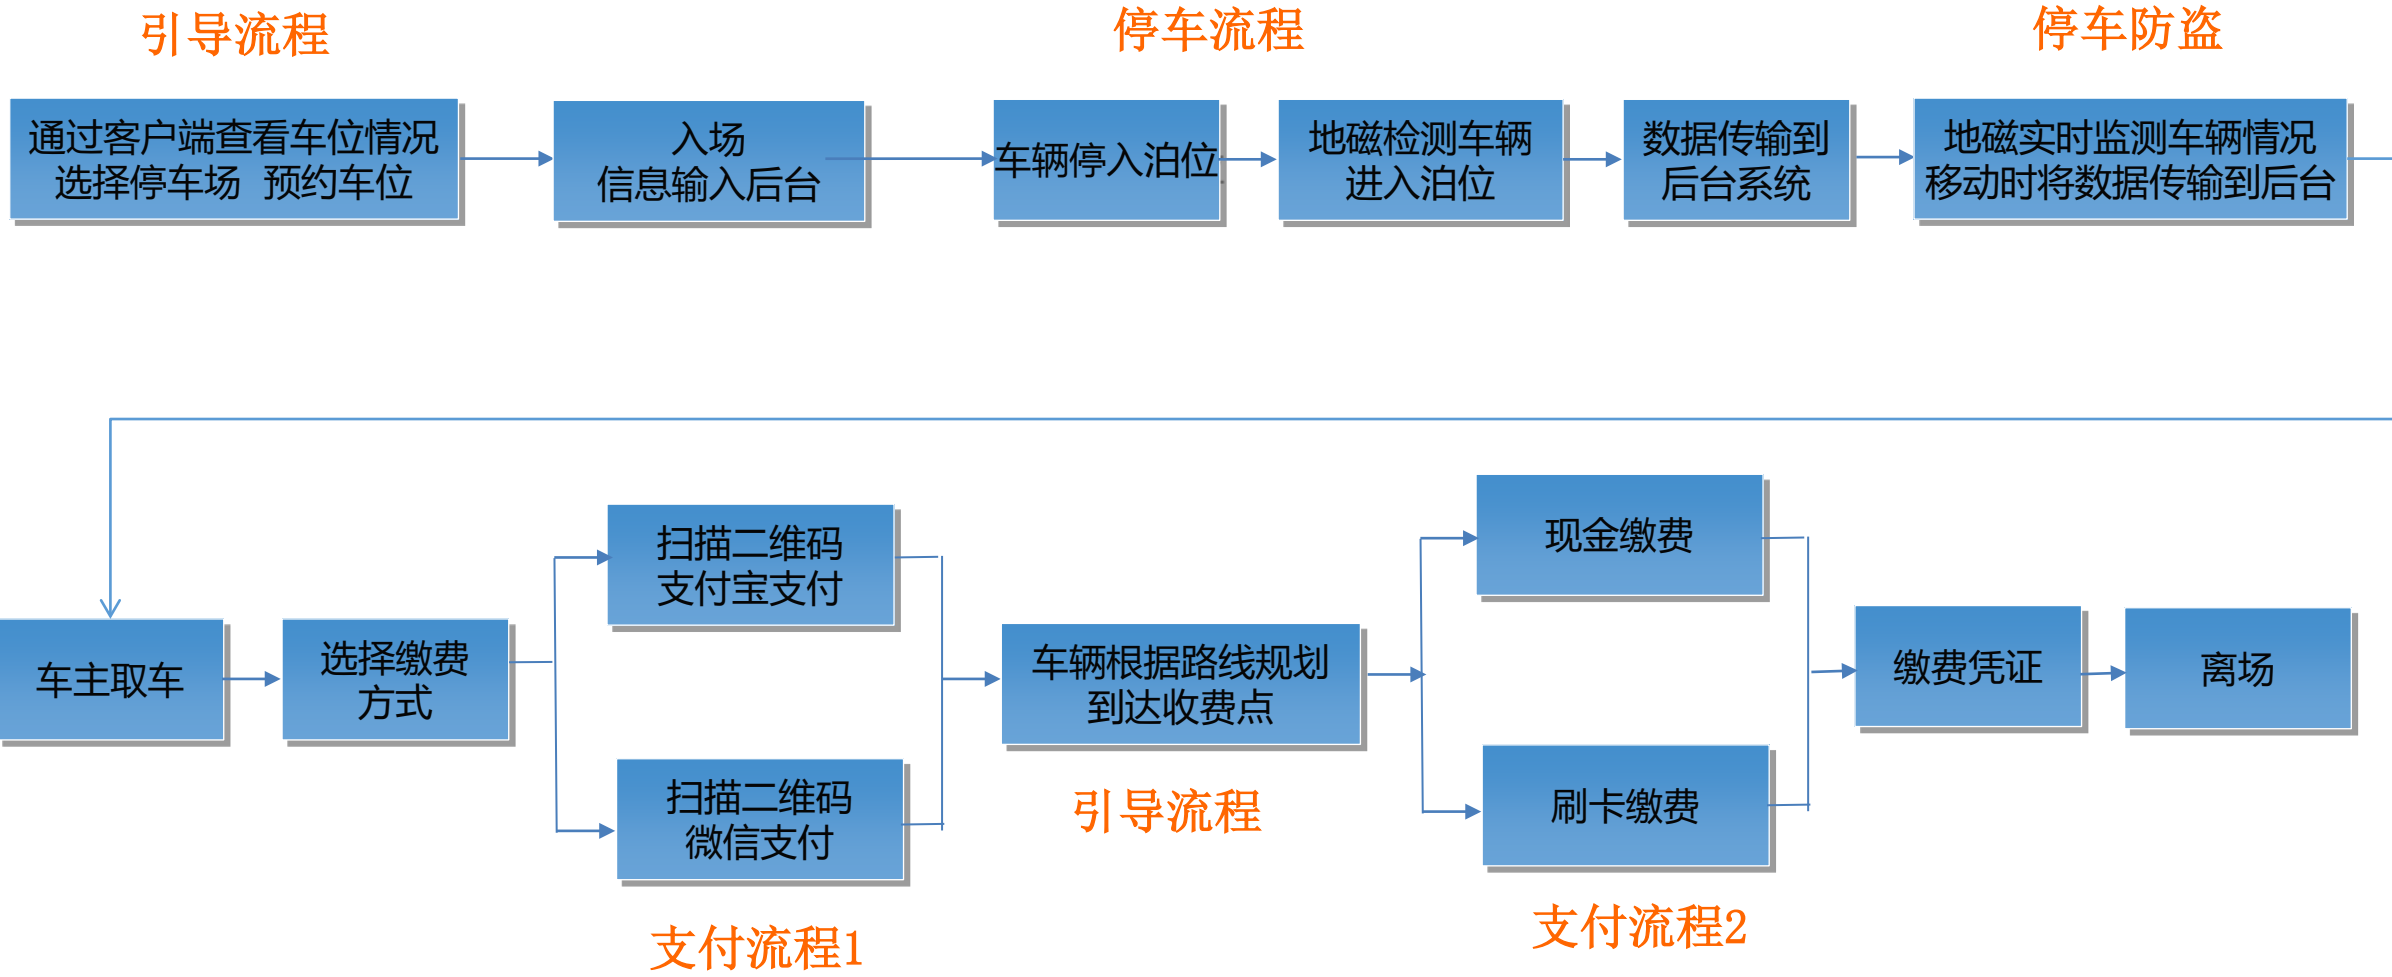 引导流程
停车流程
停车防盗
通过客户端查看车位情况
选择停车场 预约车位
入场
信息输入后台
车辆停入泊位
地磁检测车辆
进入泊位
数据传输到
后台系统
地磁实时监测车辆情况
移动时将数据传输到后台
车主取车
选择缴费
方式
扫描二维码
支付宝支付
扫描二维码
微信支付
支付流程1
车辆根据路线规划
到达收费点
引导流程
现金缴费
刷卡缴费
支付流程2
缴费凭证
离场